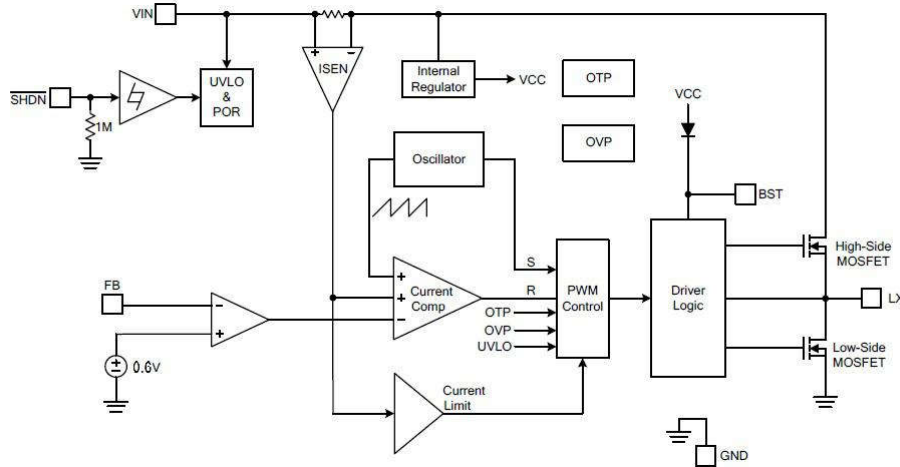 VIN
ISEN
UVLO
&
POR
Internal
Regulator
VCC
OTP
SHDN
1M
VCC
OVP
Oscillator
BST
High-Side
MOSFET
S
FB
Current
Comp
R
PWM
Control
Driver
Logic
LX
OTP
OVP
UVLO
0.6V
Low-Side
MOSFET
Current
Limit
GND